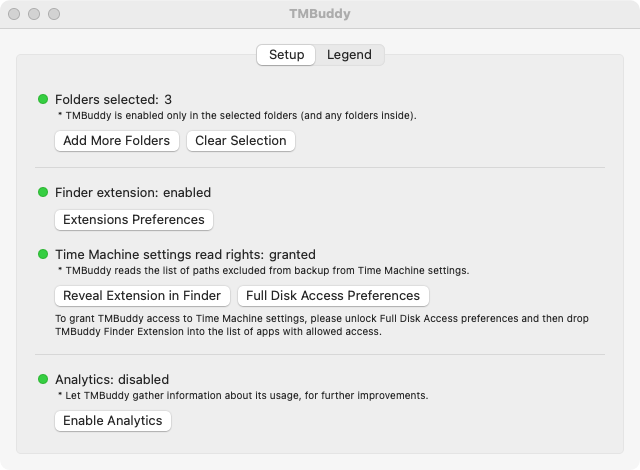 TMBuddy
Setup Legend
Folders selected: 3
* TMBuddy is enabled only in the selected folders (and any folders inside).
Add More Folders Clear Selection
Finder extension: enabled
Extensions Preferences
Time Machine settings read rights: granted
* TMBuddy reads the list of paths excluded from backup from Time Machine settings.
Reveal Extension in Finder Full Disk Access Preferences
To grant TMBuddy access to Time Machine settings, please unlock Full Disk Access preferences and then drop
TMBuddy Finder Extension into the list of apps with allowed access.
Analytics: disabled
* Let TMBuddy gather information about its usage, for further improvements.
Enable Analytics